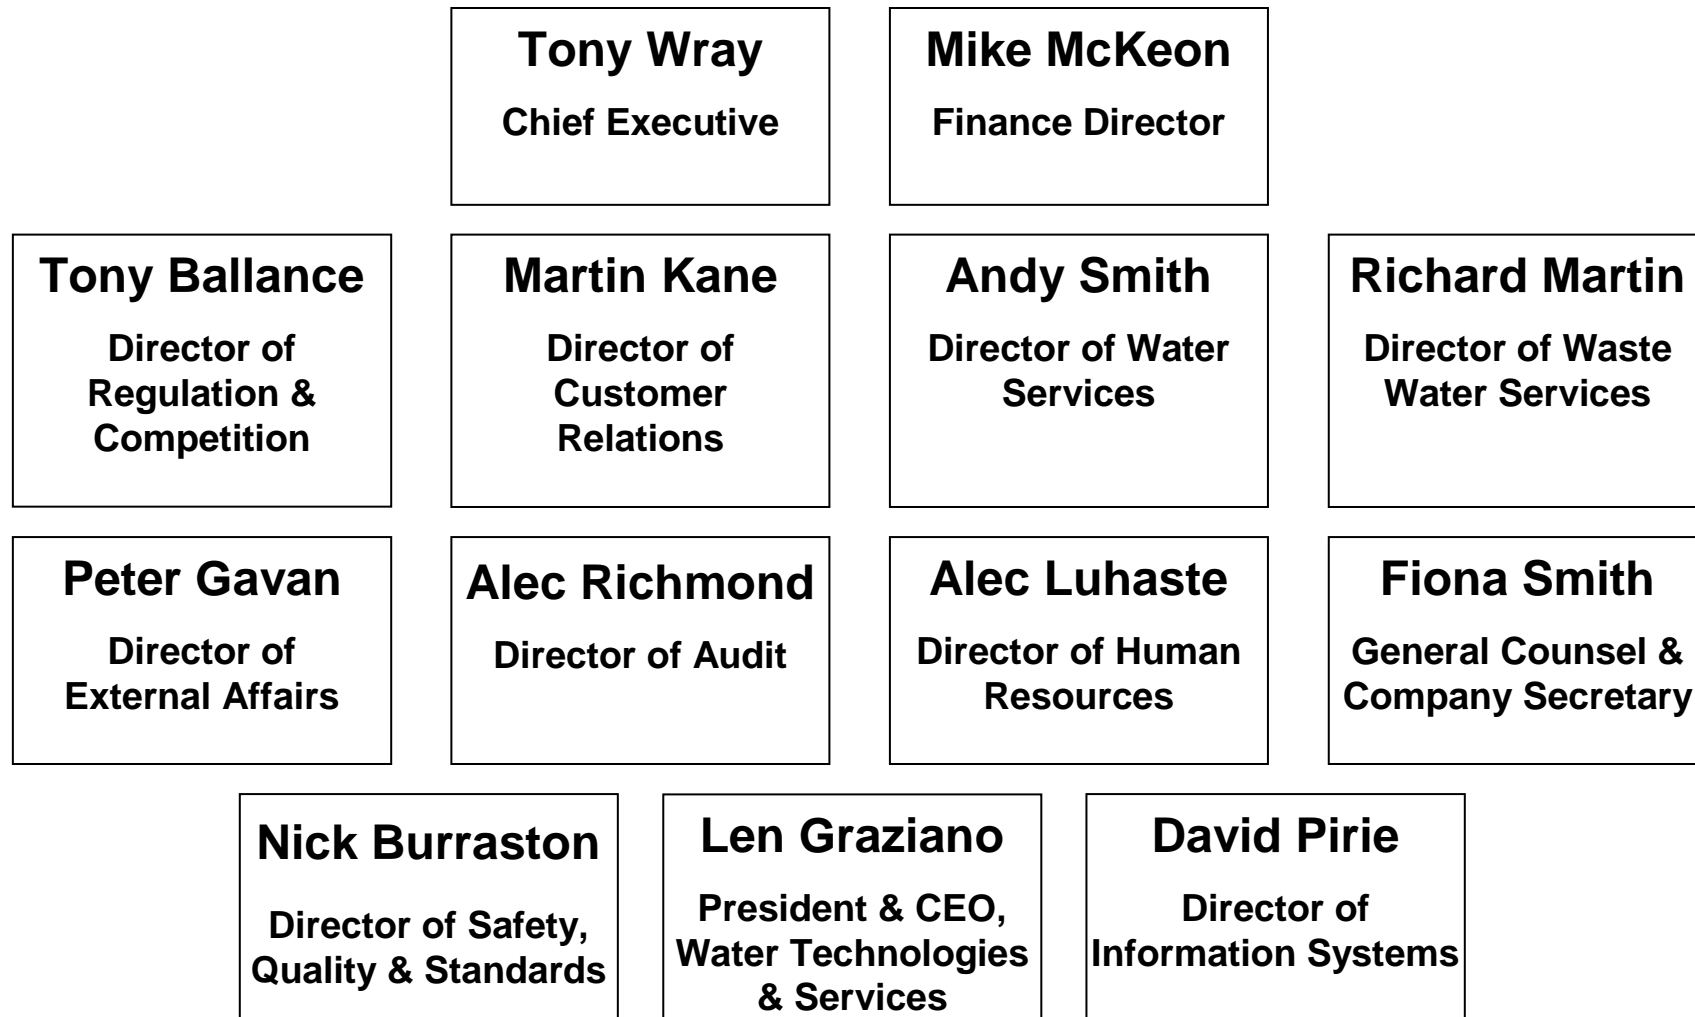 Tony Wray
Chief Executive
Mike McKeon
Finance Director
Tony Ballance
Director of
Regulation &
Competition
Martin Kane
Director of
Customer
Relations
Andy Smith
Director of Water
Services
Richard Martin
Director of Waste
Water Services
Peter Gavan
Director of
External Affairs
Alec Richmond
Director of Audit
Alec Luhaste
Director of Human
Resources
Fiona Smith
General Counsel &
Company Secretary
Nick Burraston
Director of Safety,
Quality & Standards
Len Graziano
President & CEO,
Water Technologies
& Services
David Pirie
Director of
Information Systems